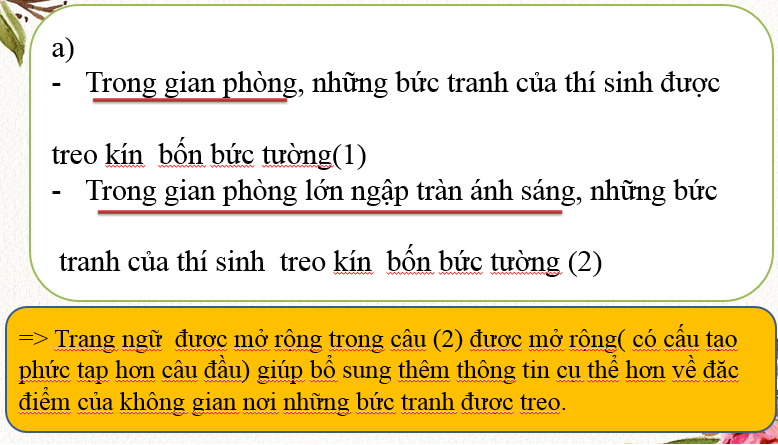 a)
- Trong gian phòng, những bức tranh của thí sinh được
treo kín bốn bức tường(1)
- Trong gian phòng lớn ngập tràn ánh sáng, những bức
tranh của thí sinh treo kín bốn bức tường (2)
=> Trạng ngữ được mở rộng trong câu (2) được mở rộng( có cấu tạo
phức tạp hơn câu đầu) giúp bổ sung thêm thông tin cụ thể hơn về đặc
điểm của không gian nơi những bức tranh được treo.